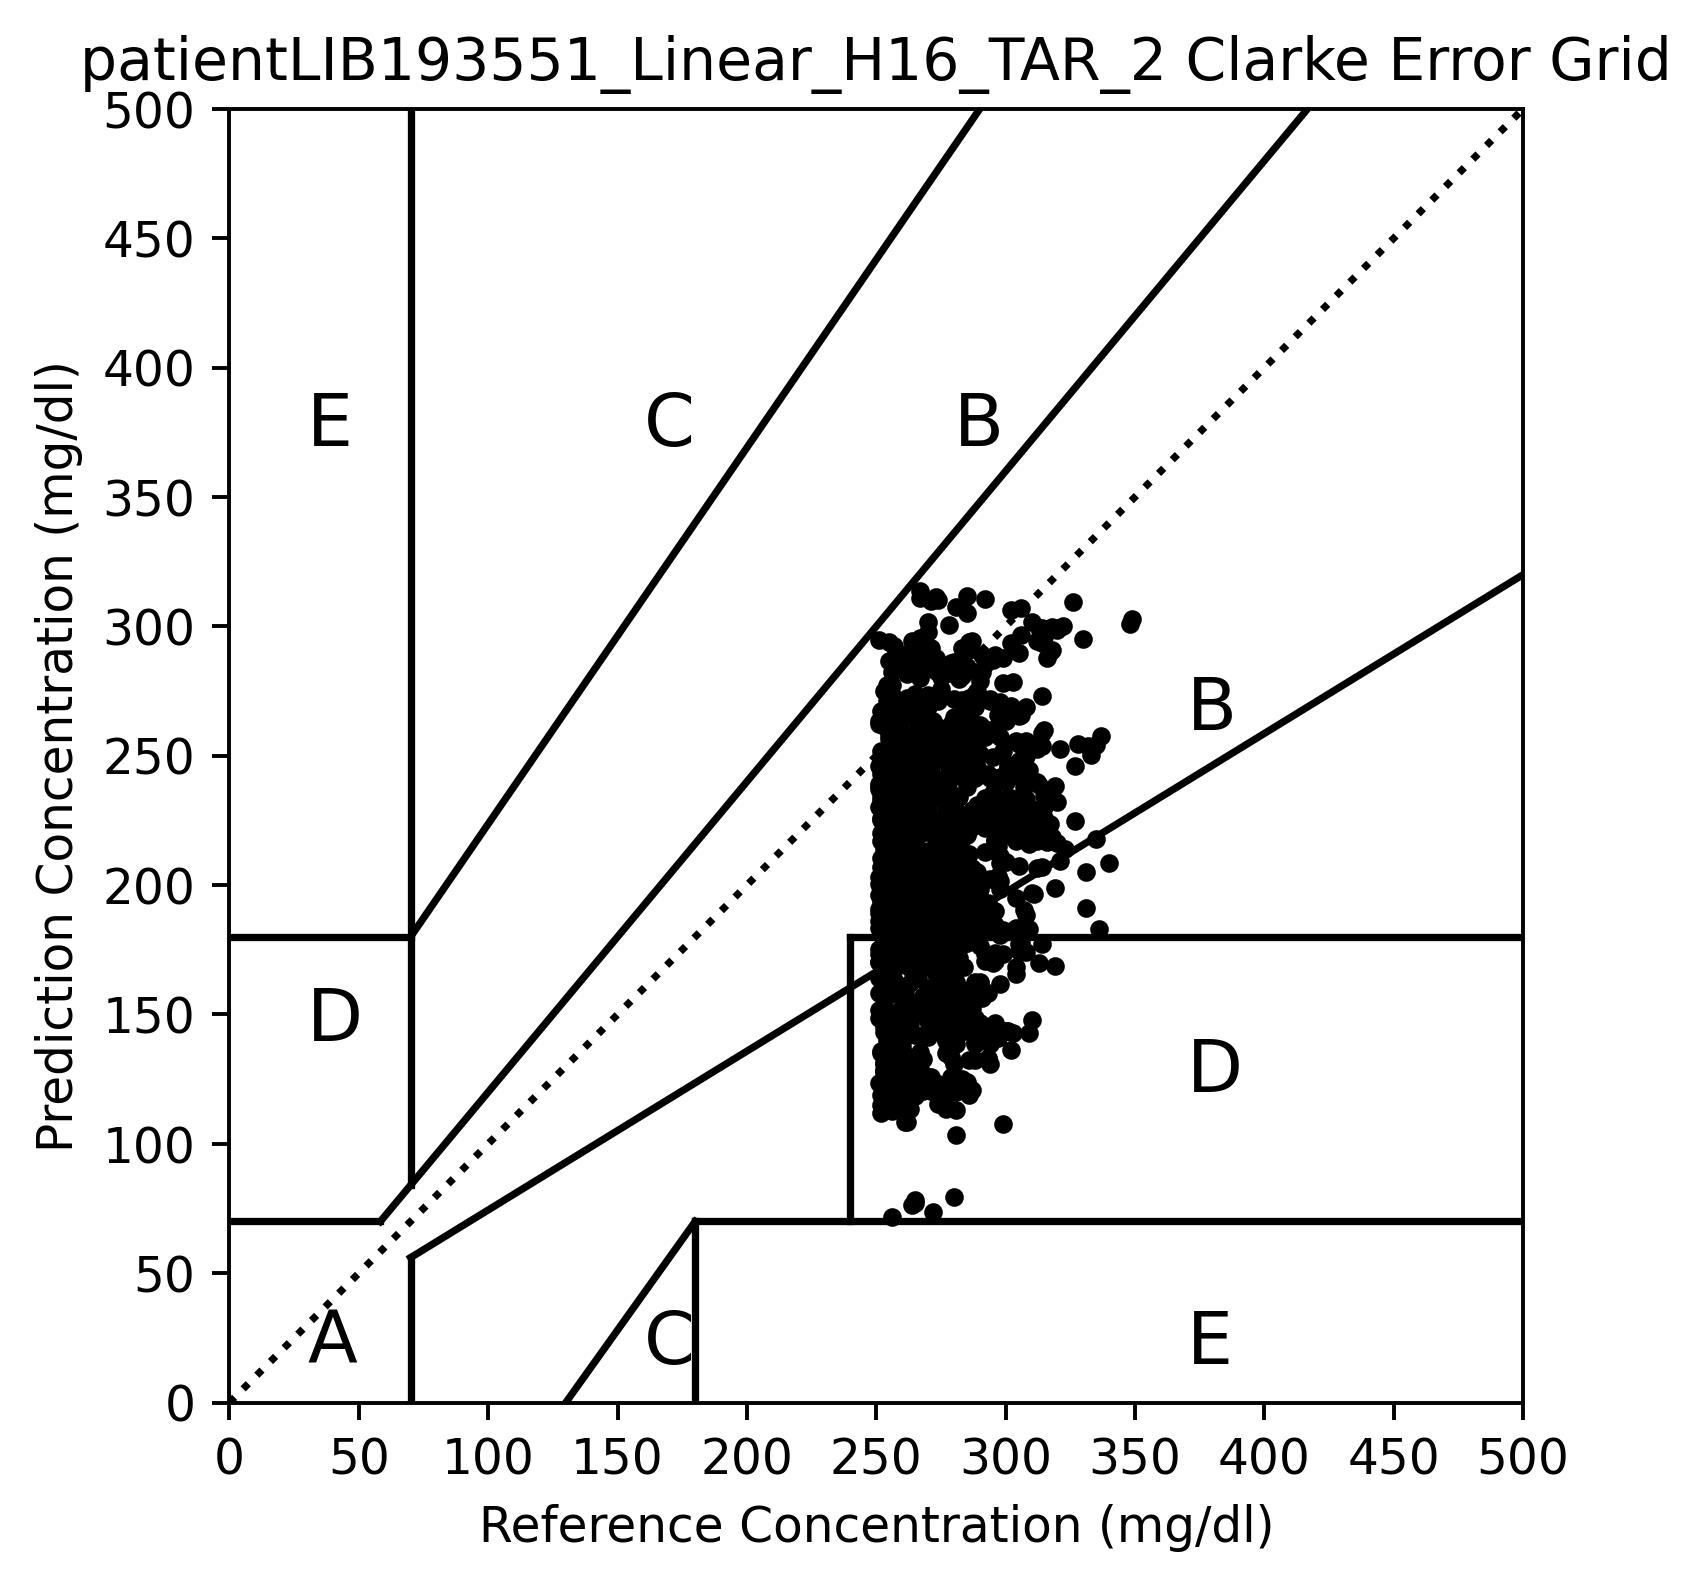 patientLIB193551_Linear_H16_TAR_2 Clarke Error Grid
500
450
400
350
300
250
200
150
100
50
0
Prediction Concentration (mg/dl)
E
C
B
B
D
D
A
C
E
0 50 100 150 200 250 300 350 400 450 500
Reference Concentration (mg/dl)